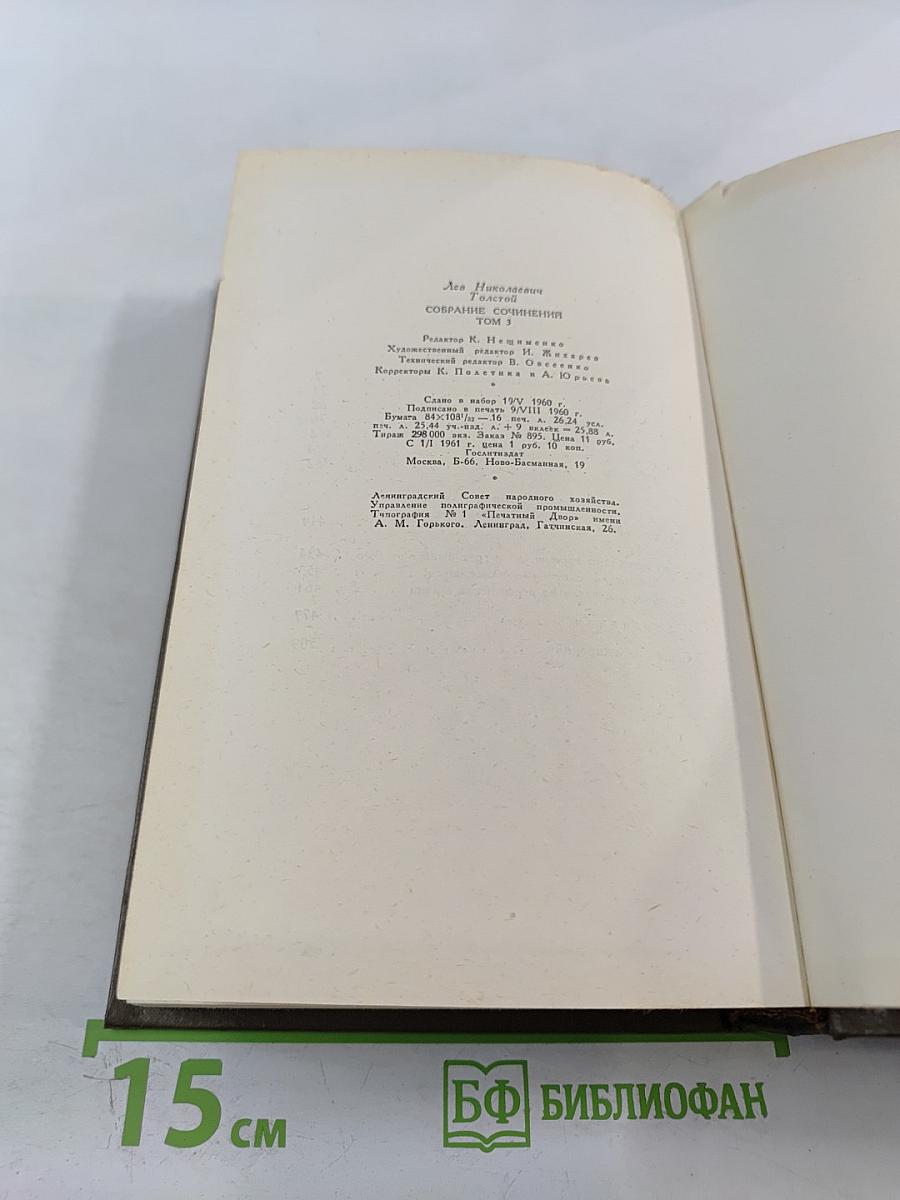 Лев Николаевич
Толстой
СОБРАНИЕ СОЧИНЕНИЙ
ТОМ 3
Редактор К. Нещименко
Художественный редактор И. Жихарев
Технический редактор В. Овсеенко
Корректоры К. Полетика и А. Юрьева
*
Сдано в набор 19/V 1960 г.
Подписано в печать 9/VIII 1960 г.
Бумага 84×108¹/₃₂ — 16 печ. л. 26,24 усл.
печ. л. 25,44 уч.-изд. л. + 9 вклеек = 25,88 л.
Тираж 298 000 экз. Заказ № 895. Цена 11 руб.
С 1/I 1961 г. цена 1 руб. 10 коп.
Гослитиздат
Москва, Б-66, Ново-Басманная, 19
*
Ленинградский Совет народного хозяйства.
Управление полиграфической промышленности.
Типография № 1 «Печатный Двор» имени
А. М. Горького. Ленинград, Гатчинская, 26.
15 см
БФ БИБЛИОФАН